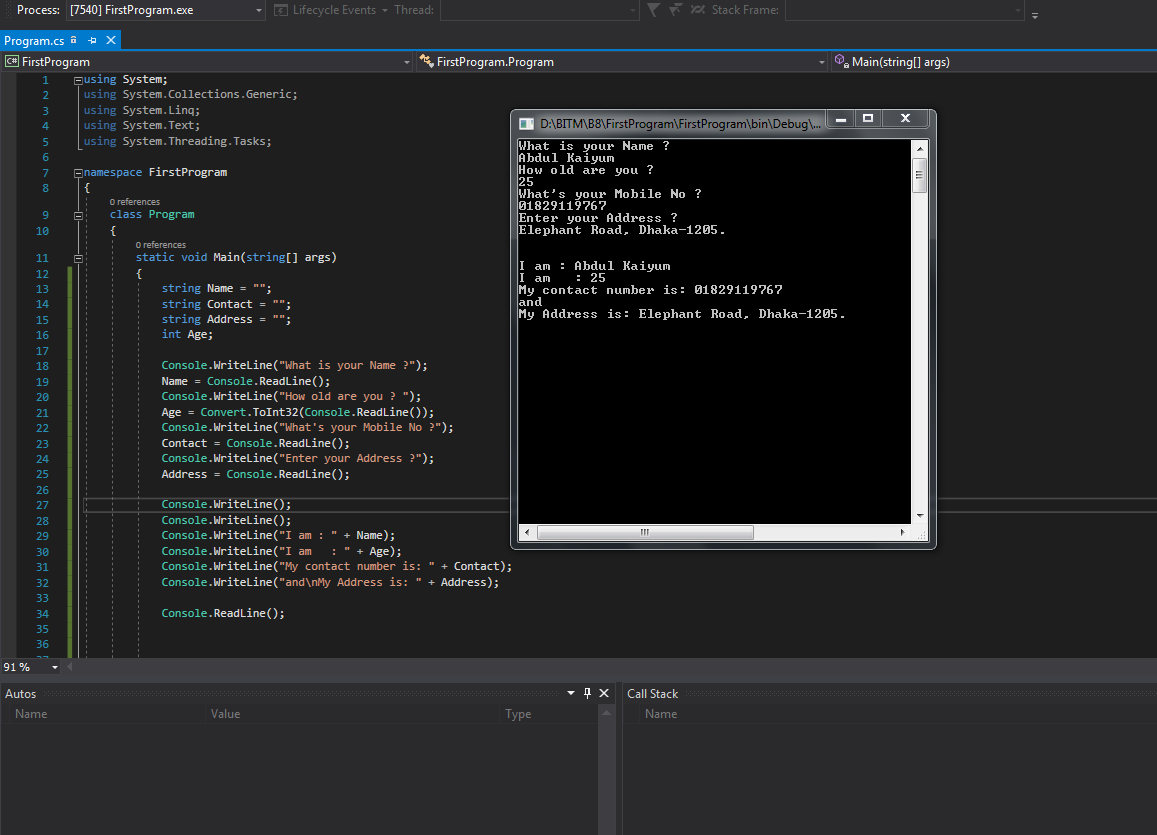 Process: [7540] FirstProgram.exe Lifecycle Events Thread: Stack Frame:
Program.cs
C# FirstProgram FirstProgram.Program Main(string[] args)
1 using System;
2 using System.Collections.Generic;
3 using System.Linq;
4 using System.Text;
5 using System.Threading.Tasks;
6
7 namespace FirstProgram
8 {
0 references
9 class Program
10 {
0 references
11 static void Main(string[] args)
12 {
13 string Name = "";
14 string Contact = "";
15 string Address = "";
16 int Age;
17
18 Console.WriteLine("What is your Name ?");
19 Name = Console.ReadLine();
20 Console.WriteLine("How old are you ? ");
21 Age = Convert.ToInt32(Console.ReadLine());
22 Console.WriteLine("What's your Mobile No ?");
23 Contact = Console.ReadLine();
24 Console.WriteLine("Enter your Address ?");
25 Address = Console.ReadLine();
26
27 Console.WriteLine();
28 Console.WriteLine();
29 Console.WriteLine("I am : " + Name);
30 Console.WriteLine("I am   : " + Age);
31 Console.WriteLine("My contact number is: " + Contact);
32 Console.WriteLine("and\nMy Address is: " + Address);
33
34 Console.ReadLine();
35
36
D:\BITM\B8\FirstProgram\FirstProgram\bin\Debug\...
What is your Name ?
Abdul Kaiyum
How old are you ?
25
What's your Mobile No ?
01829119767
Enter your Address ?
Elephant Road, Dhaka-1205.
I am : Abdul Kaiyum
I am   : 25
My contact number is: 01829119767
and
My Address is: Elephant Road, Dhaka-1205.
91 %
Autos
Name Value Type
Call Stack
Name